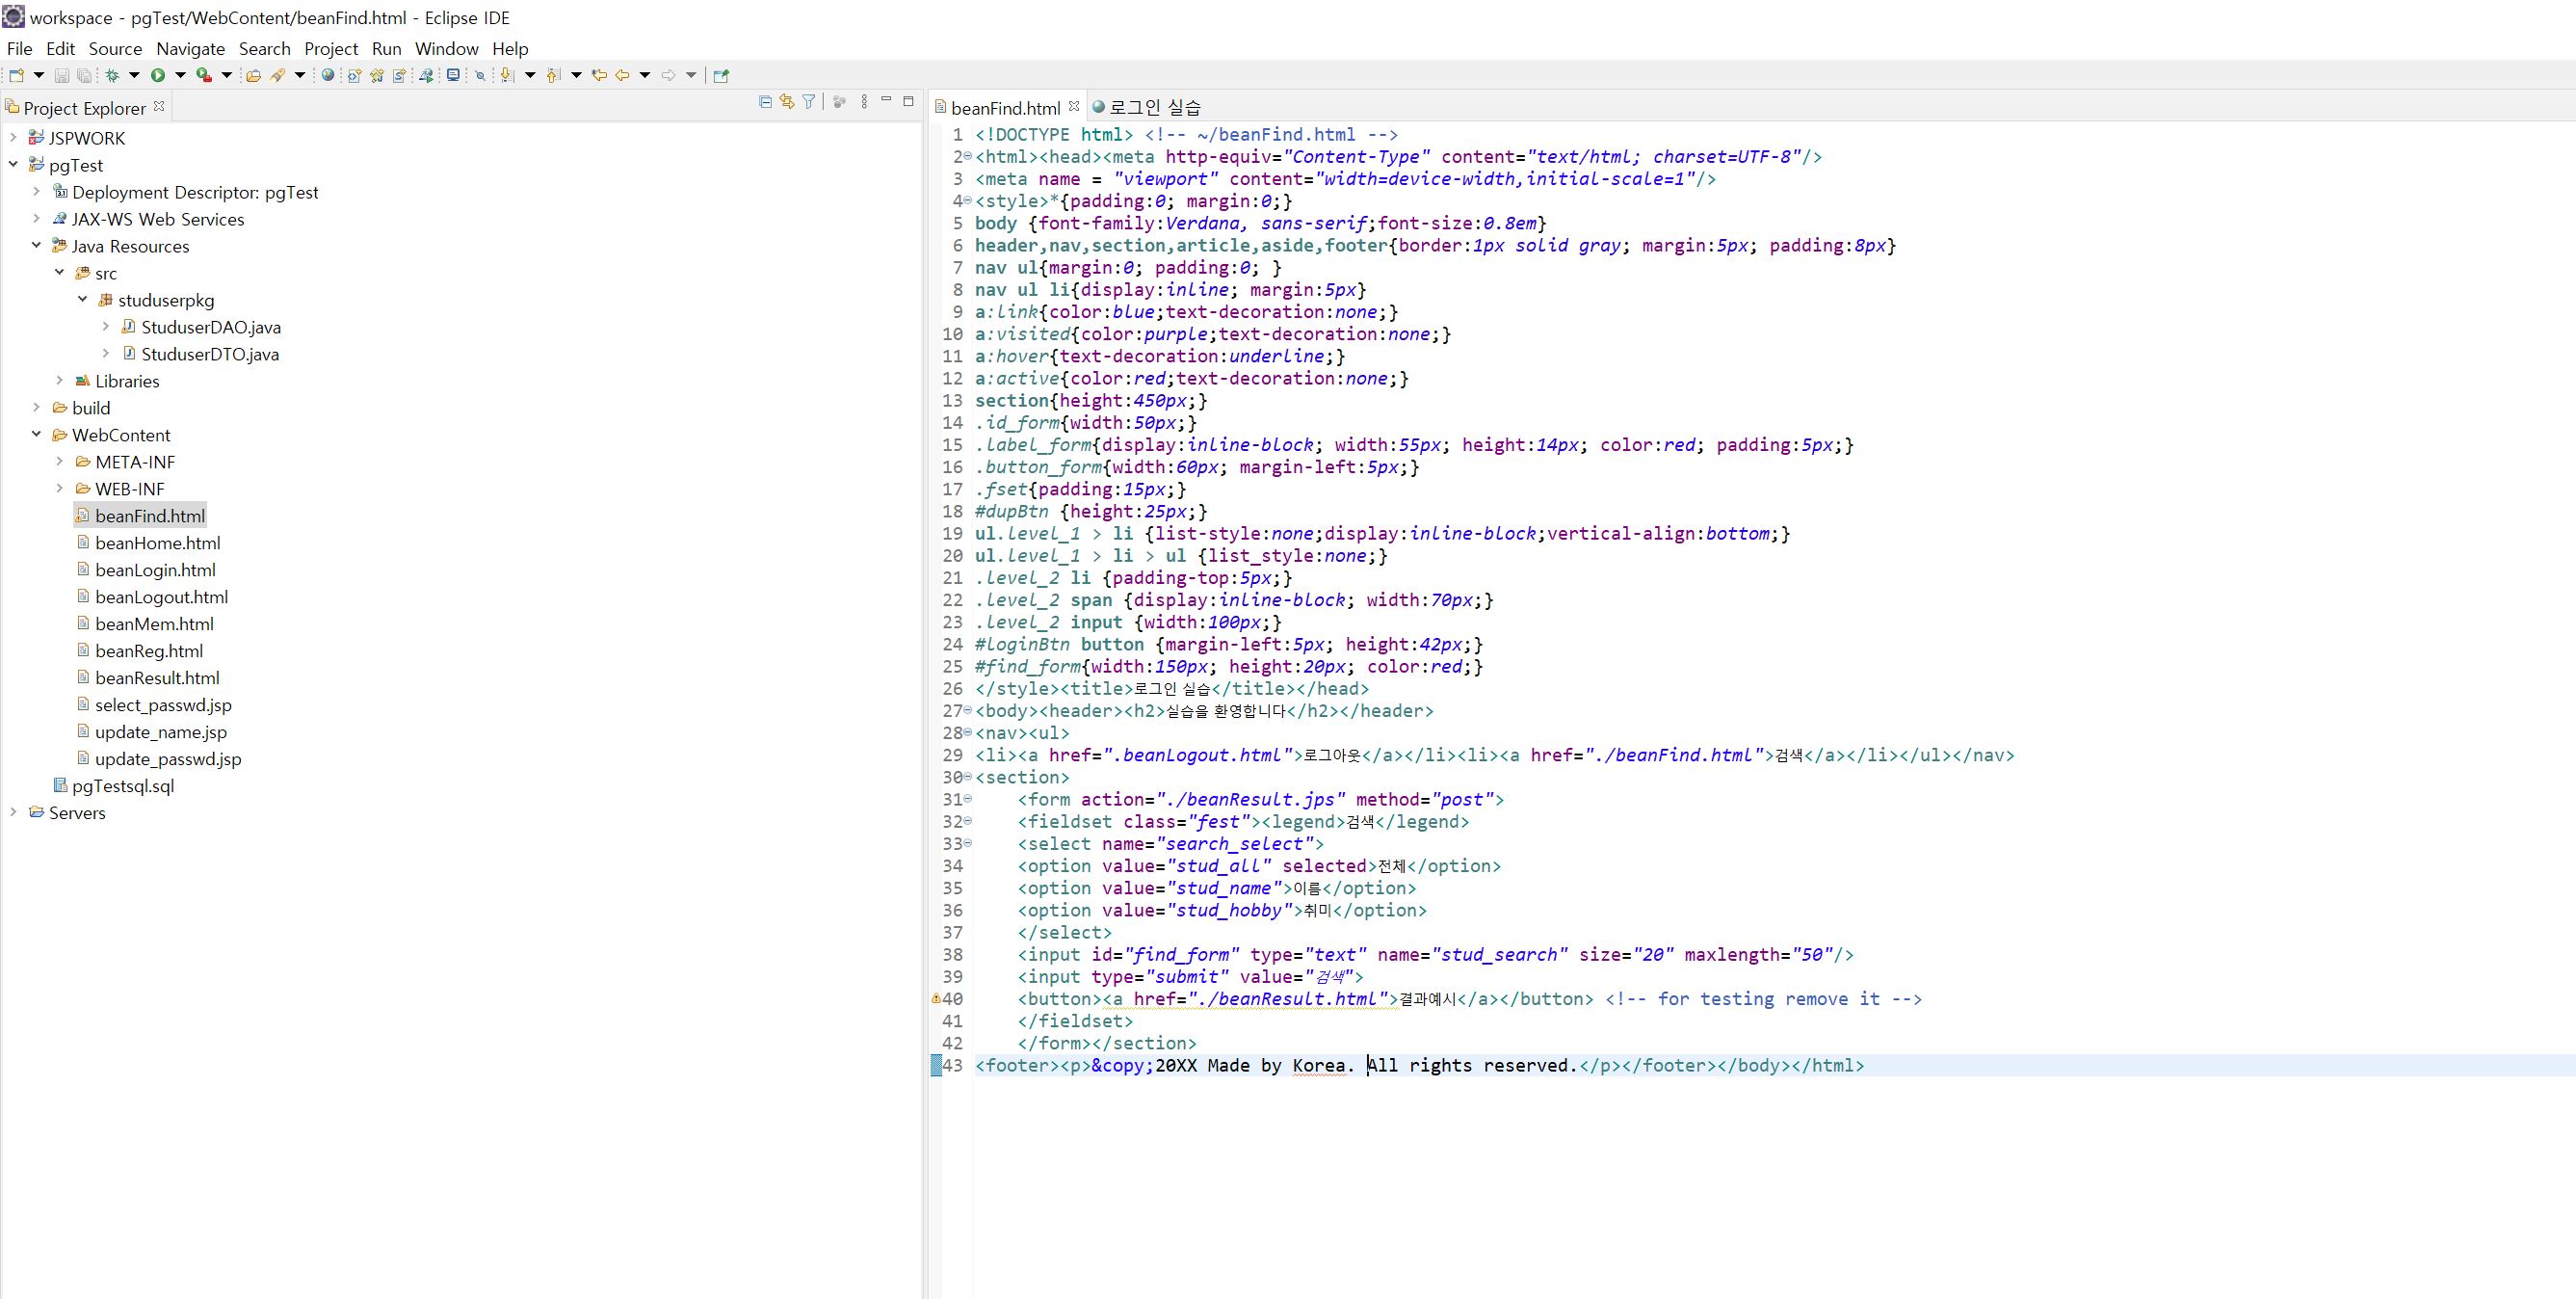 workspace - pgTest/WebContent/beanFind.html - Eclipse IDE
File Edit Source Navigate Search Project Run Window Help
Project Explorer
JSPWORK
pgTest
Deployment Descriptor: pgTest
JAX-WS Web Services
Java Resources
src
studuserpkg
StuduserDAO.java
StuduserDTO.java
Libraries
build
WebContent
META-INF
WEB-INF
beanFind.html
beanHome.html
beanLogin.html
beanLogout.html
beanMem.html
beanReg.html
beanResult.html
select_passwd.jsp
update_name.jsp
update_passwd.jsp
pgTestsql.sql
Servers
beanFind.html 로그인 실습
1 <!DOCTYPE html> <!-- ~/beanFind.html -->
2 <html><head><meta http-equiv="Content-Type" content="text/html; charset=UTF-8"/>
3 <meta name = "viewport" content="width=device-width,initial-scale=1"/>
4 <style>*{padding:0; margin:0;}
5 body {font-family:Verdana, sans-serif;font-size:0.8em}
6 header,nav,section,article,aside,footer{border:1px solid gray; margin:5px; padding:8px}
7 nav ul{margin:0; padding:0; }
8 nav ul li{display:inline; margin:5px}
9 a:link{color:blue;text-decoration:none;}
10 a:visited{color:purple;text-decoration:none;}
11 a:hover{text-decoration:underline;}
12 a:active{color:red;text-decoration:none;}
13 section{height:450px;}
14 .id_form{width:50px;}
15 .label_form{display:inline-block; width:55px; height:14px; color:red; padding:5px;}
16 .button_form{width:60px; margin-left:5px;}
17 .fset{padding:15px;}
18 #dupBtn {height:25px;}
19 ul.level_1 > li {list-style:none;display:inline-block;vertical-align:bottom;}
20 ul.level_1 > li > ul {list_style:none;}
21 .level_2 li {padding-top:5px;}
22 .level_2 span {display:inline-block; width:70px;}
23 .level_2 input {width:100px;}
24 #loginBtn button {margin-left:5px; height:42px;}
25 #find_form{width:150px; height:20px; color:red;}
26 </style><title>로그인 실습</title></head>
27 <body><header><h2>실습을 환영합니다</h2></header>
28 <nav><ul>
29 <li><a href=".beanLogout.html">로그아웃</a></li><li><a href="./beanFind.html">검색</a></li></ul></nav>
30 <section>
31 <form action="./beanResult.jps" method="post">
32 <fieldset class="fest"><legend>검색</legend>
33 <select name="search_select">
34 <option value="stud_all" selected>전체</option>
35 <option value="stud_name">이름</option>
36 <option value="stud_hobby">취미</option>
37 </select>
38 <input id="find_form" type="text" name="stud_search" size="20" maxlength="50"/>
39 <input type="submit" value="검색">
40 <button><a href="./beanResult.html">결과예시</a></button> <!-- for testing remove it -->
41 </fieldset>
42 </form></section>
43 <footer><p>&copy;20XX Made by Korea. All rights reserved.</p></footer></body></html>